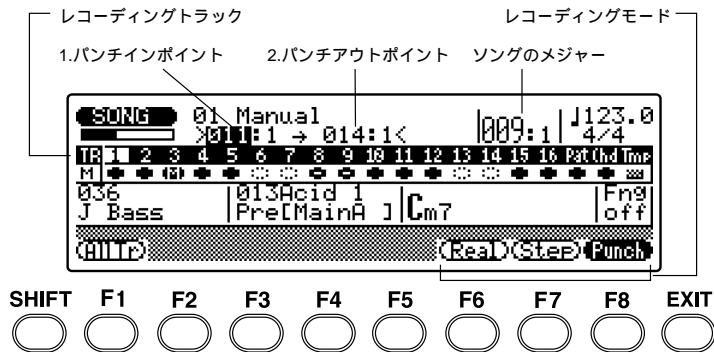 レコーディングトラック
レコーディングモード
1.パンチインポイント
2.パンチアウトポイント
ソングのメジャー
SONG 01 Manual 009:1 ♩123.0
>011:1 → 014:1< 4/4
TR 1 2 3 4 5 6 7 8 9 10 11 12 13 14 15 16 Pat Chd Tmp
M
036 013Acid 1 Cm7 Fng
J Bass Pre[MainA ] off
AllTr Real Step Punch
SHIFT F1 F2 F3 F4 F5 F6 F7 F8 EXIT